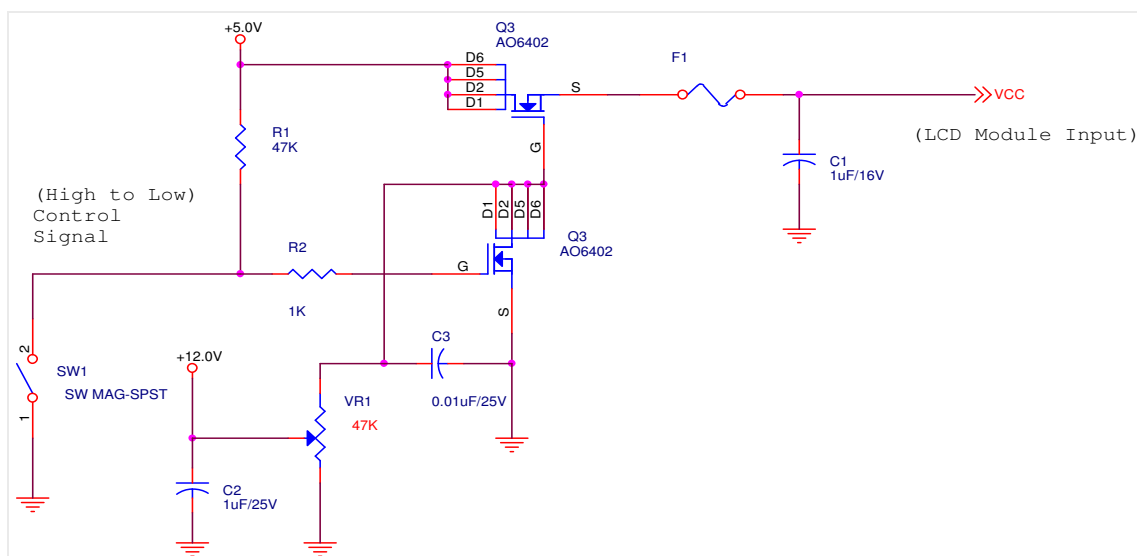 +5.0V
Q3
AO6402
D6
D5
D2
D1
S
G
F1
VCC
(LCD Module Input)
R1
47K
C1
1uF/16V
(High to Low)
Control
Signal
D1
D2
D5
D6
Q3
AO6402
R2
1K
G
S
2
SW1
SW MAG-SPST
1
+12.0V
C3
0.01uF/25V
VR1
47K
C2
1uF/25V